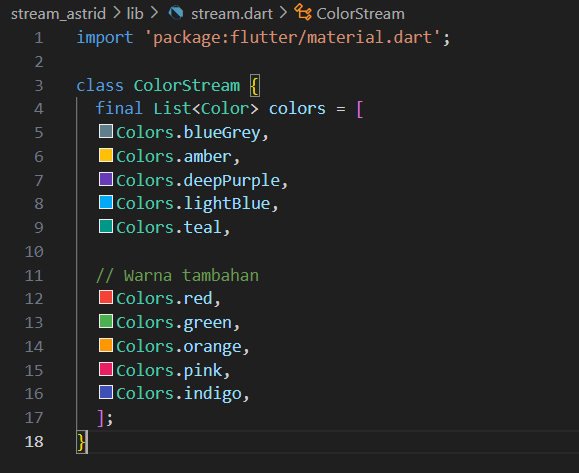 stream_astrid > lib > stream.dart > ColorStream
1 import 'package:flutter/material.dart';
2
3 class ColorStream {
4 final List<Color> colors = [
5 Colors.blueGrey,
6 Colors.amber,
7 Colors.deepPurple,
8 Colors.lightBlue,
9 Colors.teal,
10
11 // Warna tambahan
12 Colors.red,
13 Colors.green,
14 Colors.orange,
15 Colors.pink,
16 Colors.indigo,
17 ];
18 }